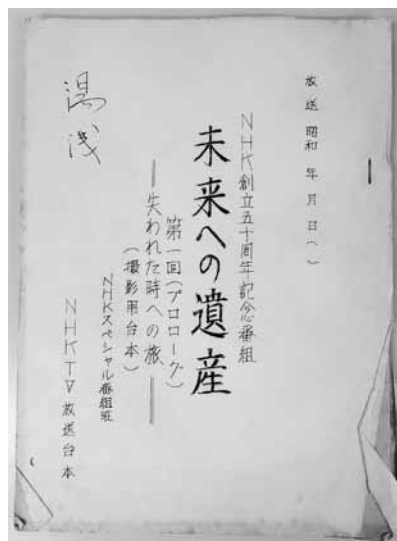 放送 昭和 年 月 日( )
NHK創立五十周年記念番組
未来への遺産
第一回(プロローグ)
——失われた時への旅——
(撮影用台本)
NHKスペシャル番組班
NHKTV放送台本
湯浅